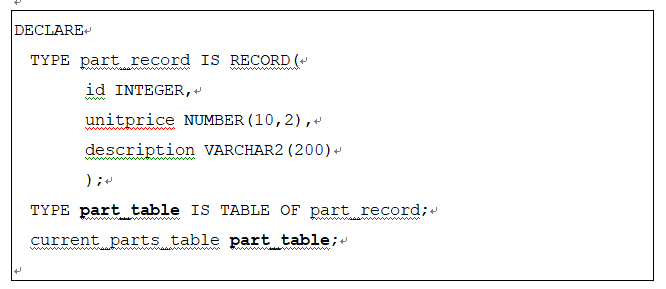 DECLARE
TYPE part_record IS RECORD(
id INTEGER,
unitprice NUMBER(10,2),
description VARCHAR2(200)
);
TYPE part_table IS TABLE OF part_record;
current_parts_table part_table;